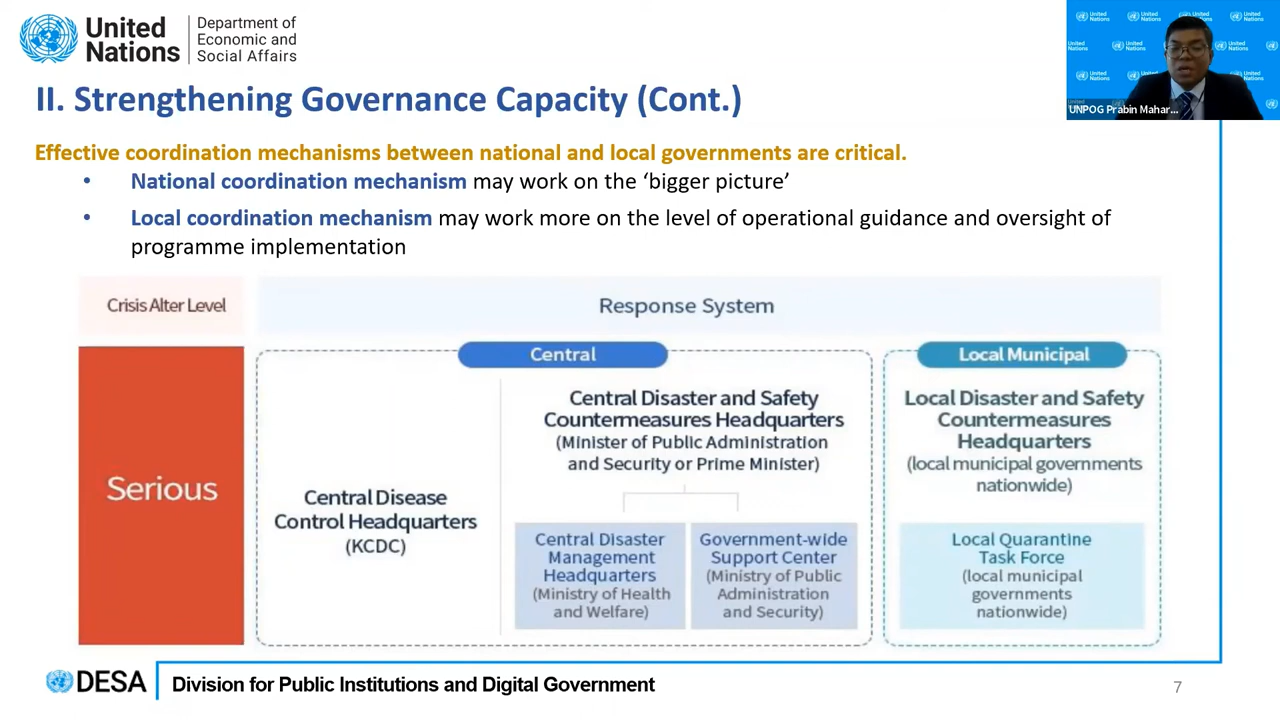 United
Nations
Department of
Economic and
Social Affairs
UNPOG Prabin Mahar...
II. Strengthening Governance Capacity (Cont.)
Effective coordination mechanisms between national and local governments are critical.
• National coordination mechanism may work on the ‘bigger picture’
• Local coordination mechanism may work more on the level of operational guidance and oversight of
programme implementation
Crisis Alter Level
Response System
Serious
Central
Central Disease
Control Headquarters
(KCDC)
Central Disaster and Safety
Countermeasures Headquarters
(Minister of Public Administration
and Security or Prime Minister)
Central Disaster
Management
Headquarters
(Ministry of Health
and Welfare)
Government-wide
Support Center
(Ministry of Public
Administration
and Security)
Local Municipal
Local Disaster and Safety
Countermeasures
Headquarters
(local municipal governments
nationwide)
Local Quarantine
Task Force
(local municipal
governments
nationwide)
DESA
Division for Public Institutions and Digital Government
7